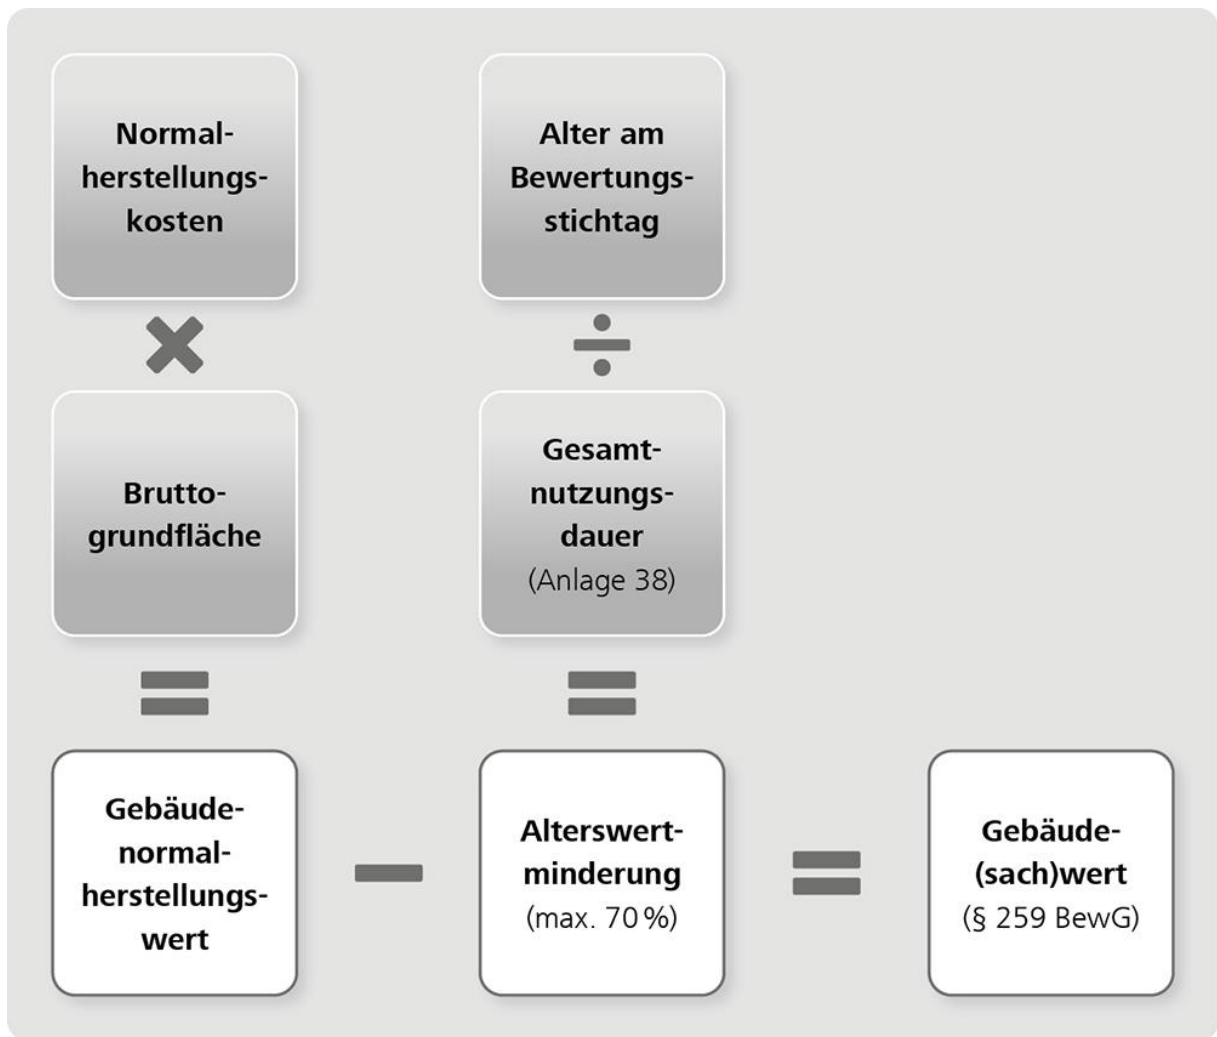 Normal-
herstellungs-
kosten
Alter am
Bewertungs-
stichtag
×
÷
Brutto-
grundfläche
Gesamt-
nutzungs-
dauer
(Anlage 38)
=
=
Gebäude-
normal-
herstellungs-
wert
−
Alterswert-
minderung
(max. 70 %)
=
Gebäude-
(sach)wert
(§ 259 BewG)